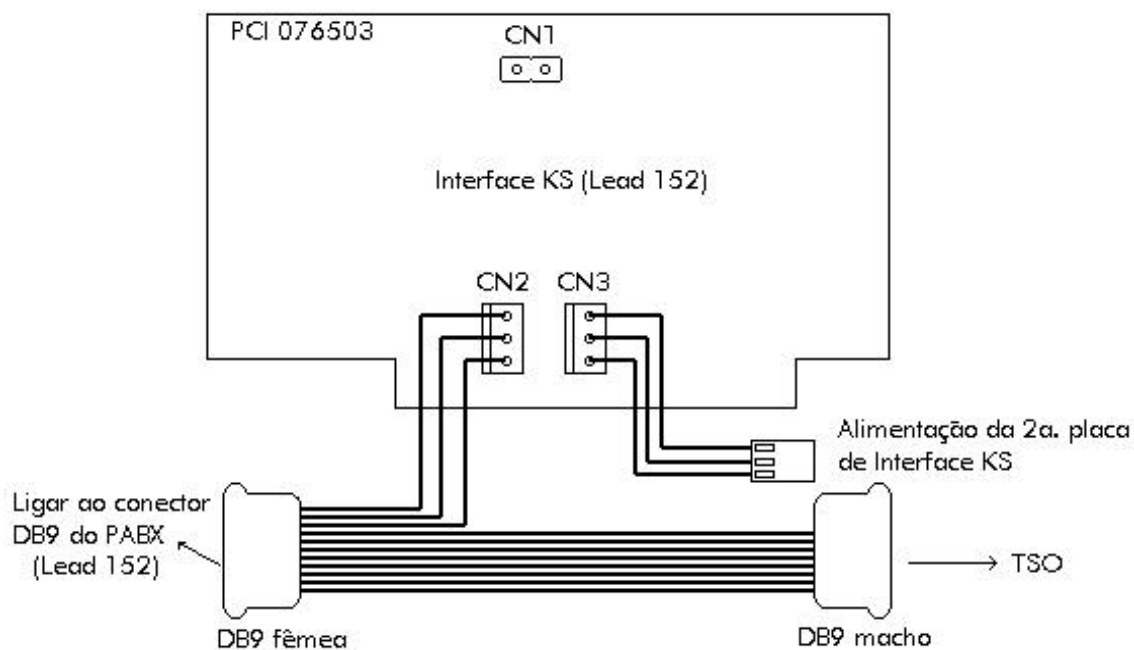 PCI 076503
CN1
Interface KS (Lead 152)
CN2
CN3
Alimentação da 2a. placa
de Interface KS
Ligar ao conector
DB9 do PABX
(Lead 152)
TSO
DB9 fêmea
DB9 macho